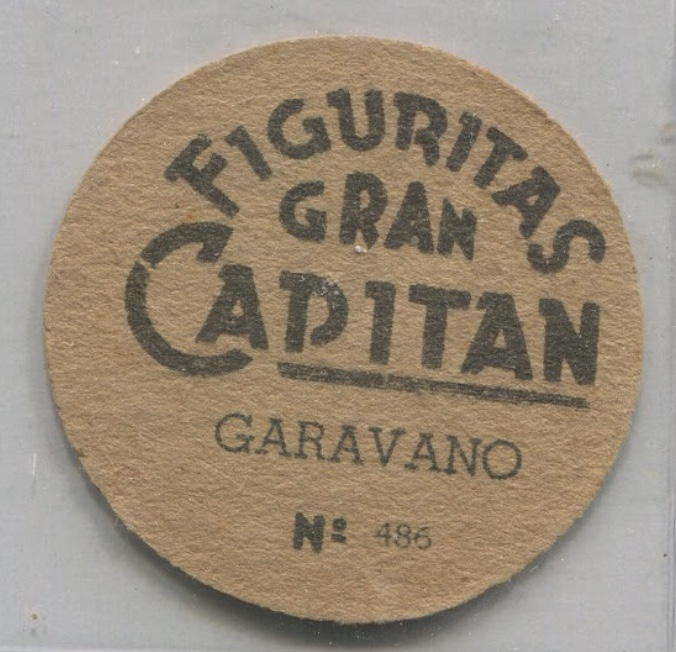 FIGURITAS
GRAN
CAPITAN
GARAVANO
Nº 486